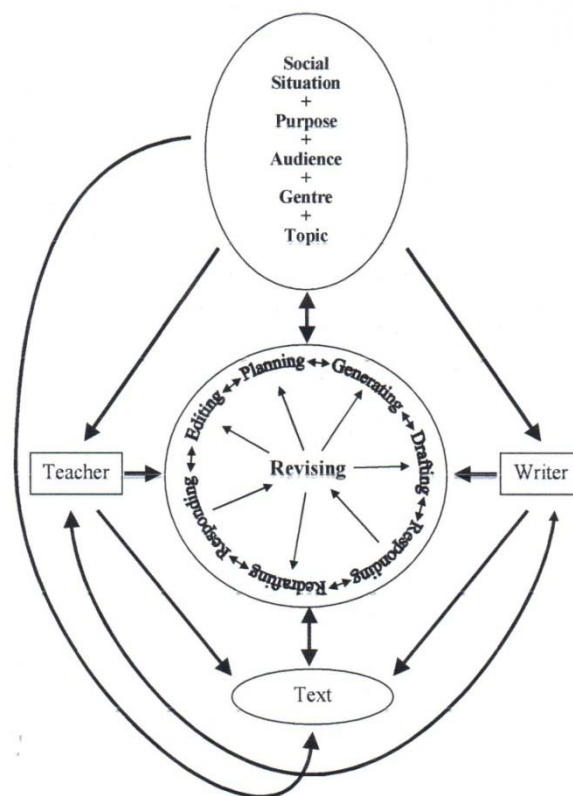 Social
Situation
+
Purpose
+
Audience
+
Gentre
+
Topic
Planning
Generating
Drafting
Responding
Redrafting
Responding
Editing
Revising
Teacher
Writer
Text